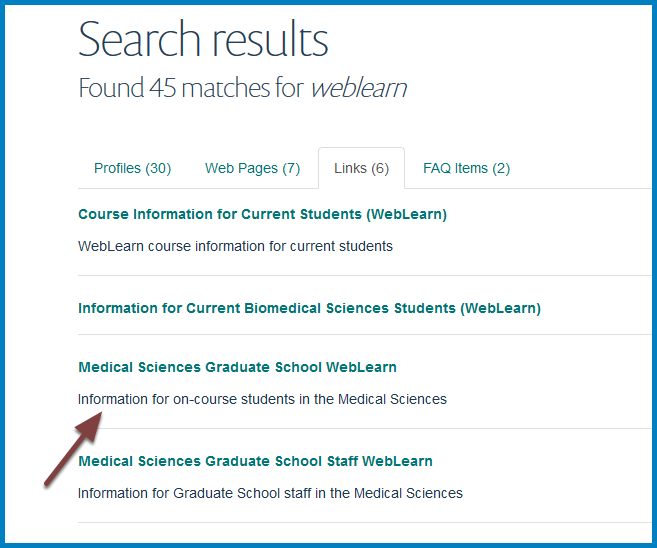 Search results
Found 45 matches for weblearn
Profiles (30) Web Pages (7) Links (6) FAQ Items (2)
Course Information for Current Students (WebLearn)
WebLearn course information for current students
Information for Current Biomedical Sciences Students (WebLearn)
Medical Sciences Graduate School WebLearn
Information for on-course students in the Medical Sciences
Medical Sciences Graduate School Staff WebLearn
Information for Graduate School staff in the Medical Sciences